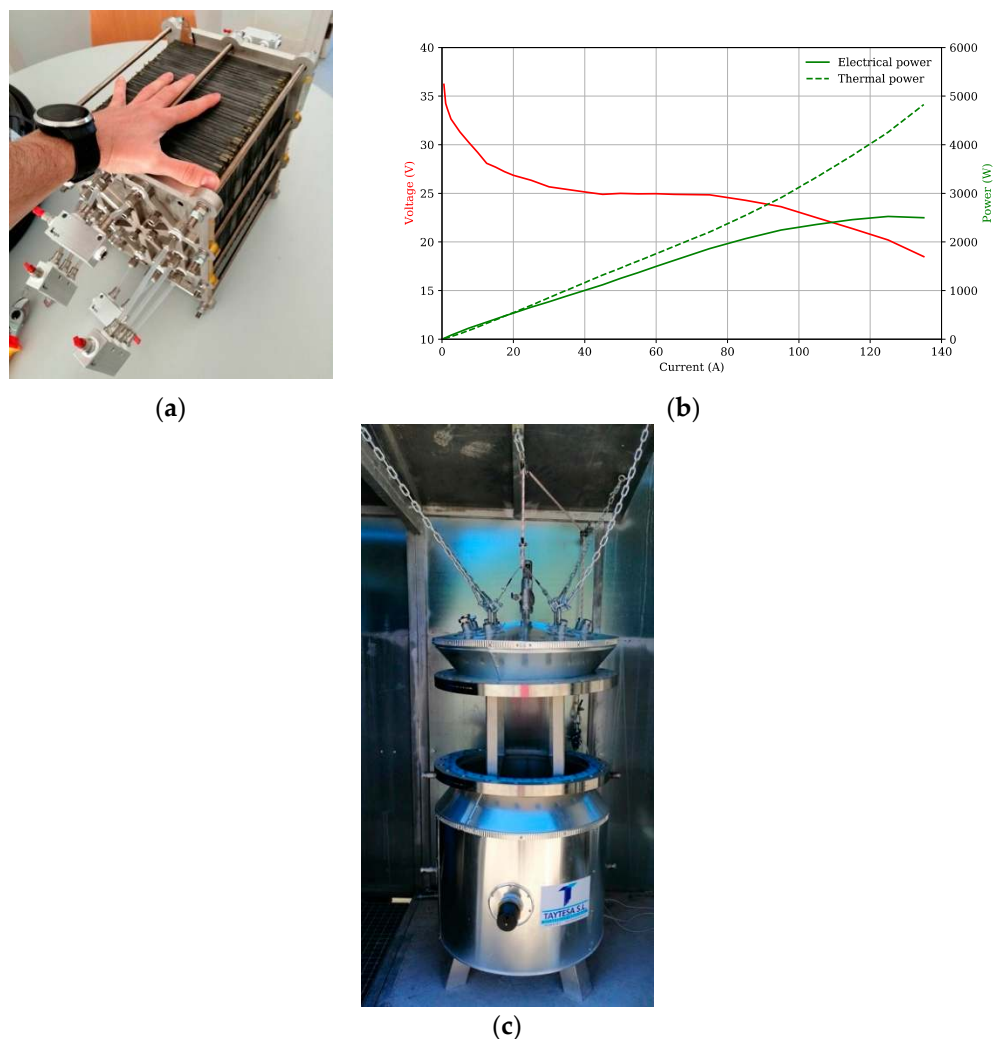 40
35
30
25
20
15
10
Voltage (V)
6000
5000
4000
3000
2000
1000
0
Power (W)
Electrical power
Thermal power
0 20 40 60 80 100 120 140
Current (A)
(a)
(b)
TAYTESA S.L.
(c)